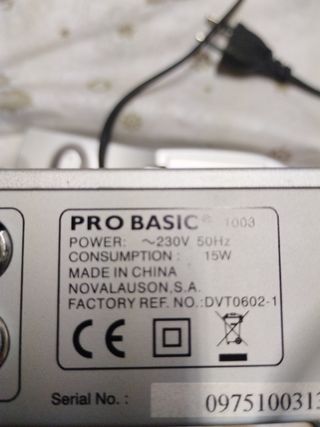 PRO BASIC® 1003
POWER: ~230V 50Hz
CONSUMPTION : 15W
MADE IN CHINA
NOVALAUSON,S.A.
FACTORY REF. NO.:DVT0602-1
CE
Serial No. : 0975100313